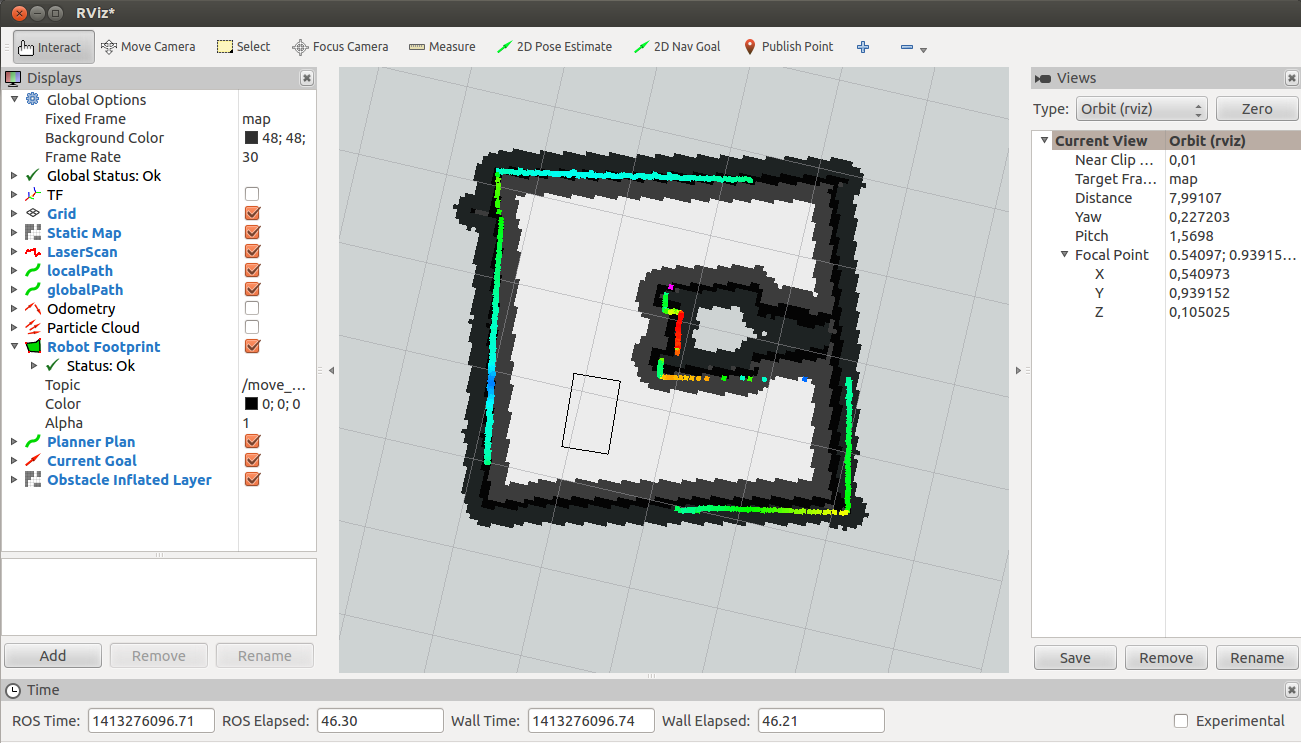 RViz*
Interact Move Camera Select Focus Camera Measure 2D Pose Estimate 2D Nav Goal Publish Point
Displays
Global Options
Fixed Frame map
Background Color 48; 48;
Frame Rate 30
Global Status: Ok
TF
Grid
Static Map
LaserScan
localPath
globalPath
Odometry
Particle Cloud
Robot Footprint
Status: Ok
Topic /move_...
Color 0; 0; 0
Alpha 1
Planner Plan
Current Goal
Obstacle Inflated Layer
Add Remove Rename
Views
Type: Orbit (rviz) Zero
Current View Orbit (rviz)
Near Clip ... 0,01
Target Fra... map
Distance 7,99107
Yaw 0,227203
Pitch 1,5698
Focal Point 0.54097; 0.93915...
X 0,540973
Y 0,939152
Z 0,105025
Save Remove Rename
Time
ROS Time: 1413276096.71 ROS Elapsed: 46.30 Wall Time: 1413276096.74 Wall Elapsed: 46.21 Experimental